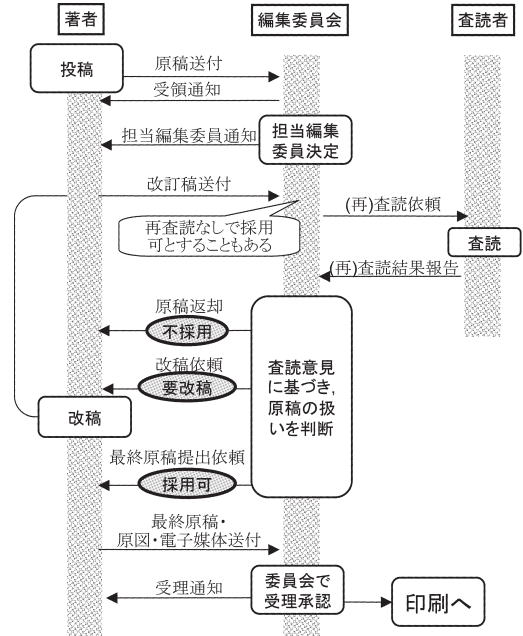 著者
編集委員会
査読者
投稿
原稿送付
受領通知
担当編集委員通知
担当編集
委員決定
改訂稿送付
(再)査読依頼
再査読なしで採用
可とすることもある
査読
(再)査読結果報告
原稿返却
不採用
改稿依頼
要改稿
査読意見
に基づき,
原稿の扱
いを判断
改稿
最終原稿提出依頼
採用可
最終原稿・
原図・電子媒体送付
受理通知
委員会で
受理承認
印刷へ